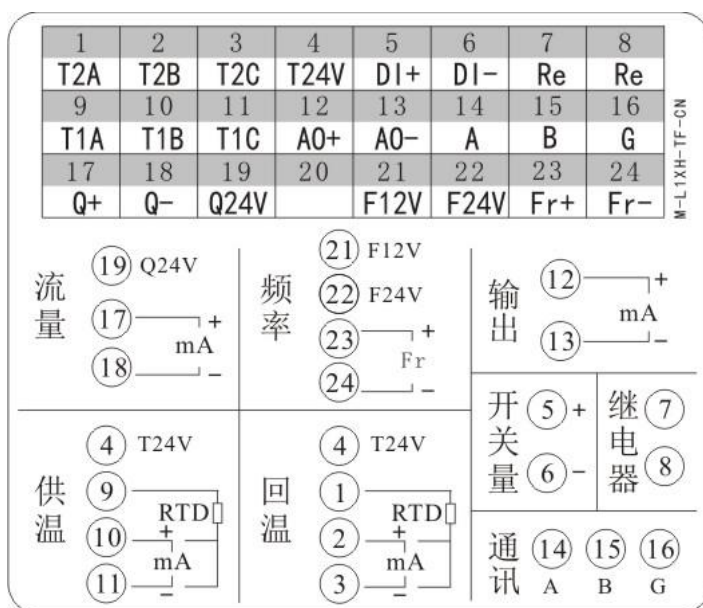 1 2 3 4 5 6 7 8
T2A T2B T2C T24V DI+ DI- Re Re
9 10 11 12 13 14 15 16
T1A T1B T1C AO+ AO- A B G
17 18 19 20 21 22 23 24
Q+ Q- Q24V F12V F24V Fr+ Fr-
M-L1XH-TF-CN
流量
19 Q24V
17 +
mA
18 -
频率
21 F12V
22 F24V
23 +
Fr
24 -
输出
12 +
mA
13 -
开关量
5 +
6 -
继电器
7
8
供温
4 T24V
9
RTD
10 +
mA
11 -
回温
4 T24V
1
RTD
2 +
mA
3 -
通讯
14 15 16
A B G